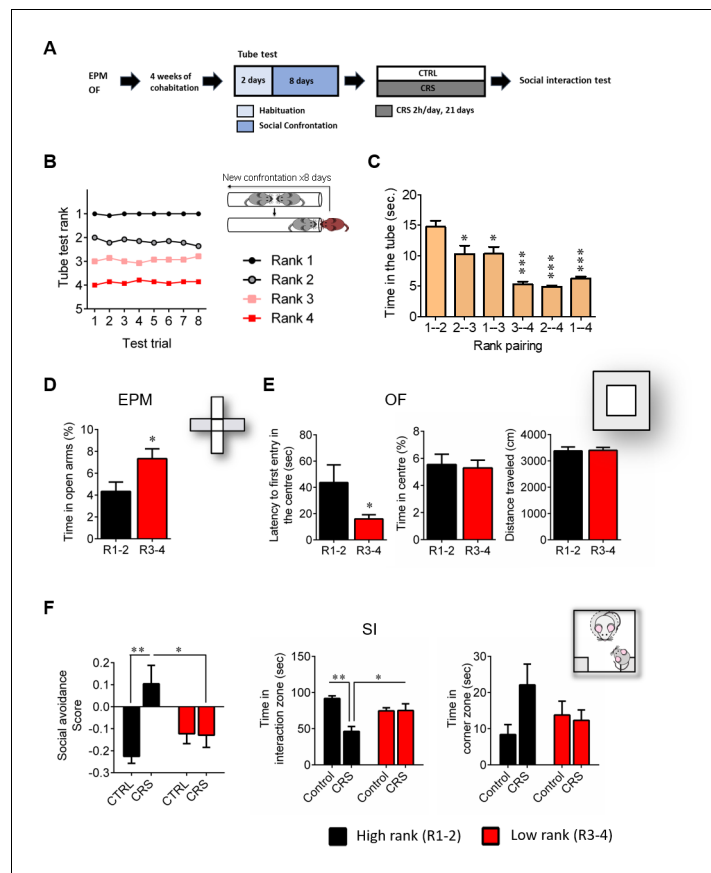 A
Tube test
EPM
OF
4 weeks of
cohabitation
2 days
8 days
CTRL
CRS
Social interaction test
Habituation
Social Confrontation
CRS 2h/day, 21 days
B
New confrontation x8 days
Tube test rank
1
2
3
4
5
1 2 3 4 5 6 7 8
Test trial
Rank 1
Rank 2
Rank 3
Rank 4
C
Time in the tube (sec.)
20
15
10
5
0
* * *** *** ***
1--2 2--3 1--3 3--4 2--4 1--4
Rank pairing
D
EPM
Time in open arms (%)
10
8
6
4
2
0
*
R1-2 R3-4
E
OF
Latency to first entry in
the centre (sec)
80
60
40
20
0
*
R1-2 R3-4
Time in centre (%)
10
8
6
4
2
0
R1-2 R3-4
Distance traveled (cm)
4000
3000
2000
1000
0
R1-2 R3-4
F
SI
Social avoidance
Score
0.2
0.1
0.0
-0.1
-0.2
-0.3
** *
CTRL CRS CTRL CRS
Time in
interaction zone (sec)
150
100
50
0
** *
Control CRS Control CRS
Time in
corner zone (sec)
30
20
10
0
Control CRS Control CRS
High rank (R1-2)
Low rank (R3-4)